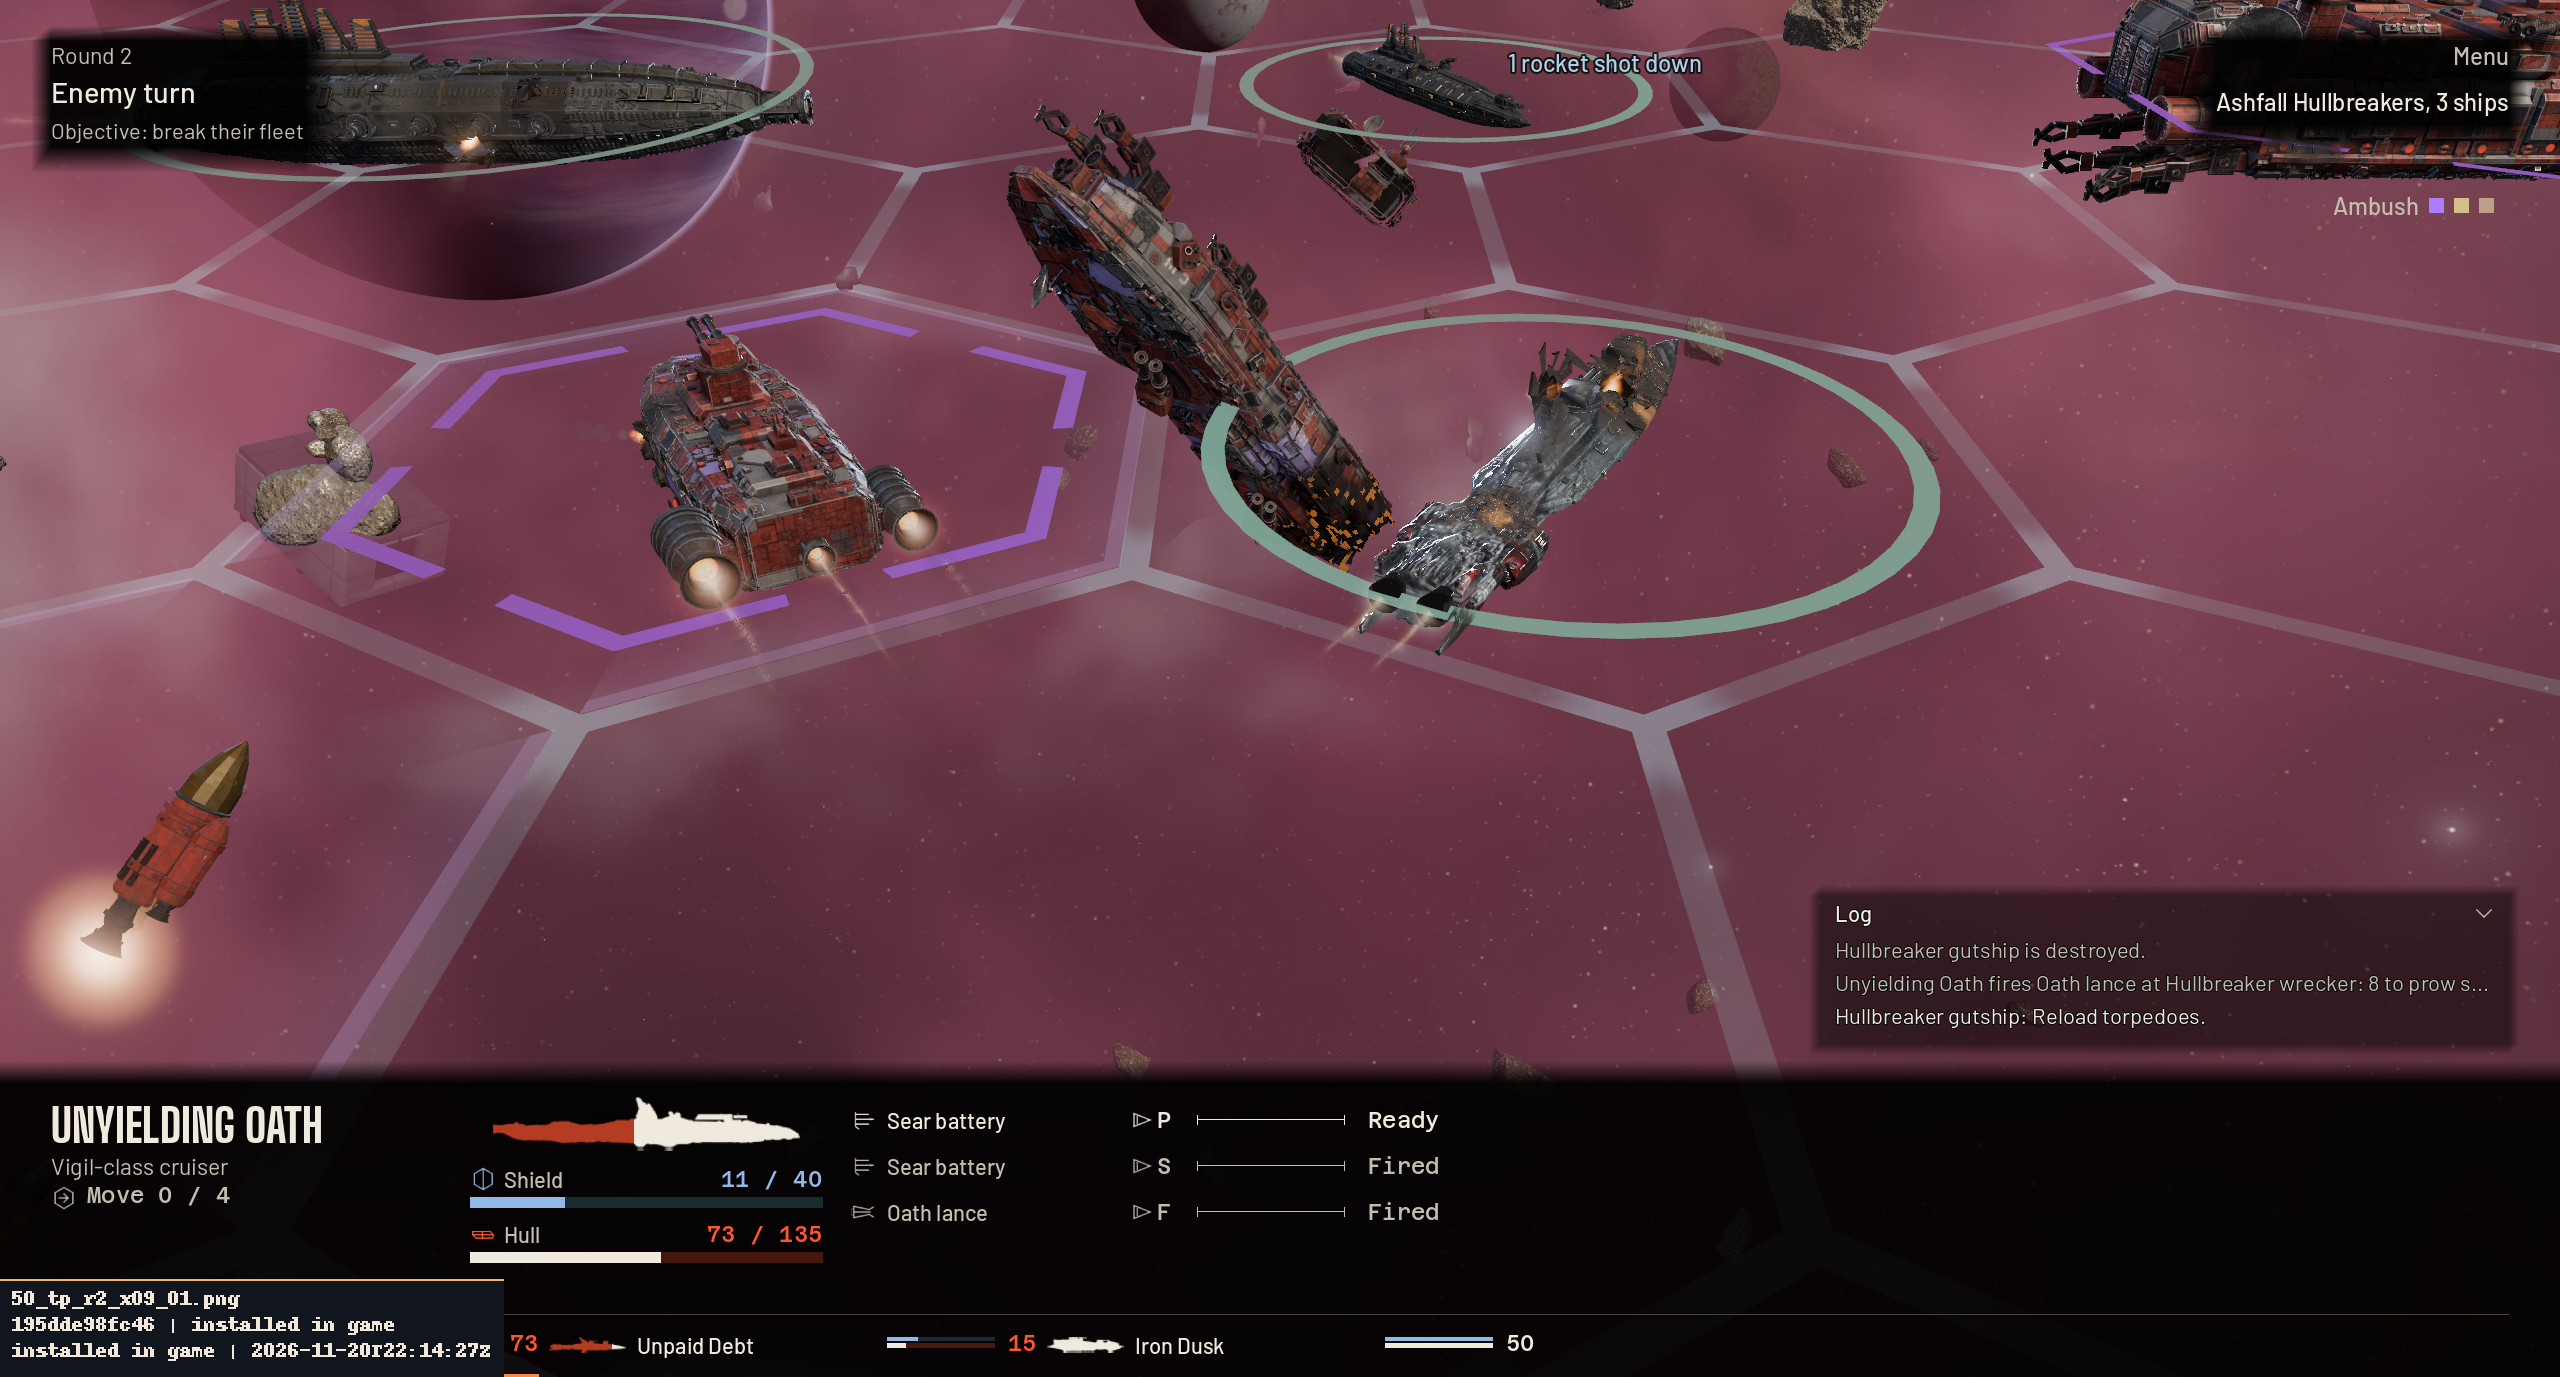 Round 2
Enemy turn
Objective: break their fleet
1 rocket shot down
Menu
Ashfall Hullbreakers, 3 ships
Ambush
Log
Hullbreaker gutship is destroyed.
Unyielding Oath fires Oath lance at Hullbreaker wrecker: 8 to prow s...
Hullbreaker gutship: Reload torpedoes.
UNYIELDING OATH
Vigil-class cruiser
Move 0 / 4
Shield 11 / 40
Hull 73 / 135
Sear battery P Ready
Sear battery S Fired
Oath lance F Fired
50_tp_r2_x09_01.png
195dde98fc46 | installed in game
installed in game | 2026-11-20T22:14:27Z
73 Unpaid Debt 15 Iron Dusk 50